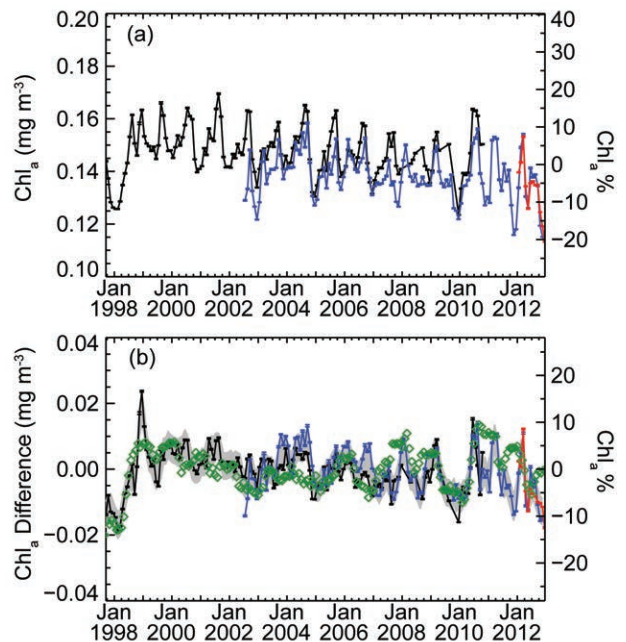 (a)
Chlₐ (mg m⁻³)
0.20
0.18
0.16
0.14
0.12
0.10
40
30
20
10
0
−10
−20
Chlₐ %
Jan Jan Jan Jan Jan Jan Jan Jan
1998 2000 2002 2004 2006 2008 2010 2012
(b)
Chlₐ Difference (mg m⁻³)
0.04
0.02
0.00
−0.02
−0.04
20
10
0
−10
−20
Chlₐ %
Jan Jan Jan Jan Jan Jan Jan Jan
1998 2000 2002 2004 2006 2008 2010 2012